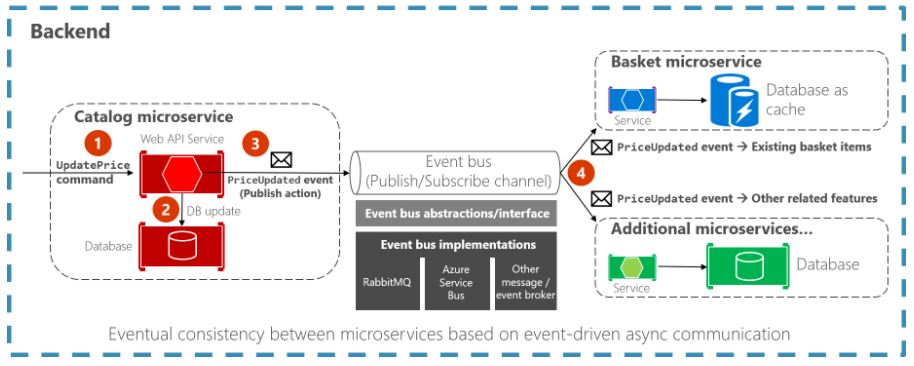 Backend
Catalog microservice
Web API Service
1
UpdatePrice
command
2
DB update
Database
3
PriceUpdated event
(Publish action)
Event bus
(Publish/Subscribe channel)
Event bus abstractions/interface
Event bus implementations
RabbitMQ
Azure
Service
Bus
Other
message /
event broker
4
Basket microservice
Service
Database as
cache
PriceUpdated event → Existing basket items
PriceUpdated event → Other related features
Additional microservices...
Service
Database
Eventual consistency between microservices based on event-driven async communication